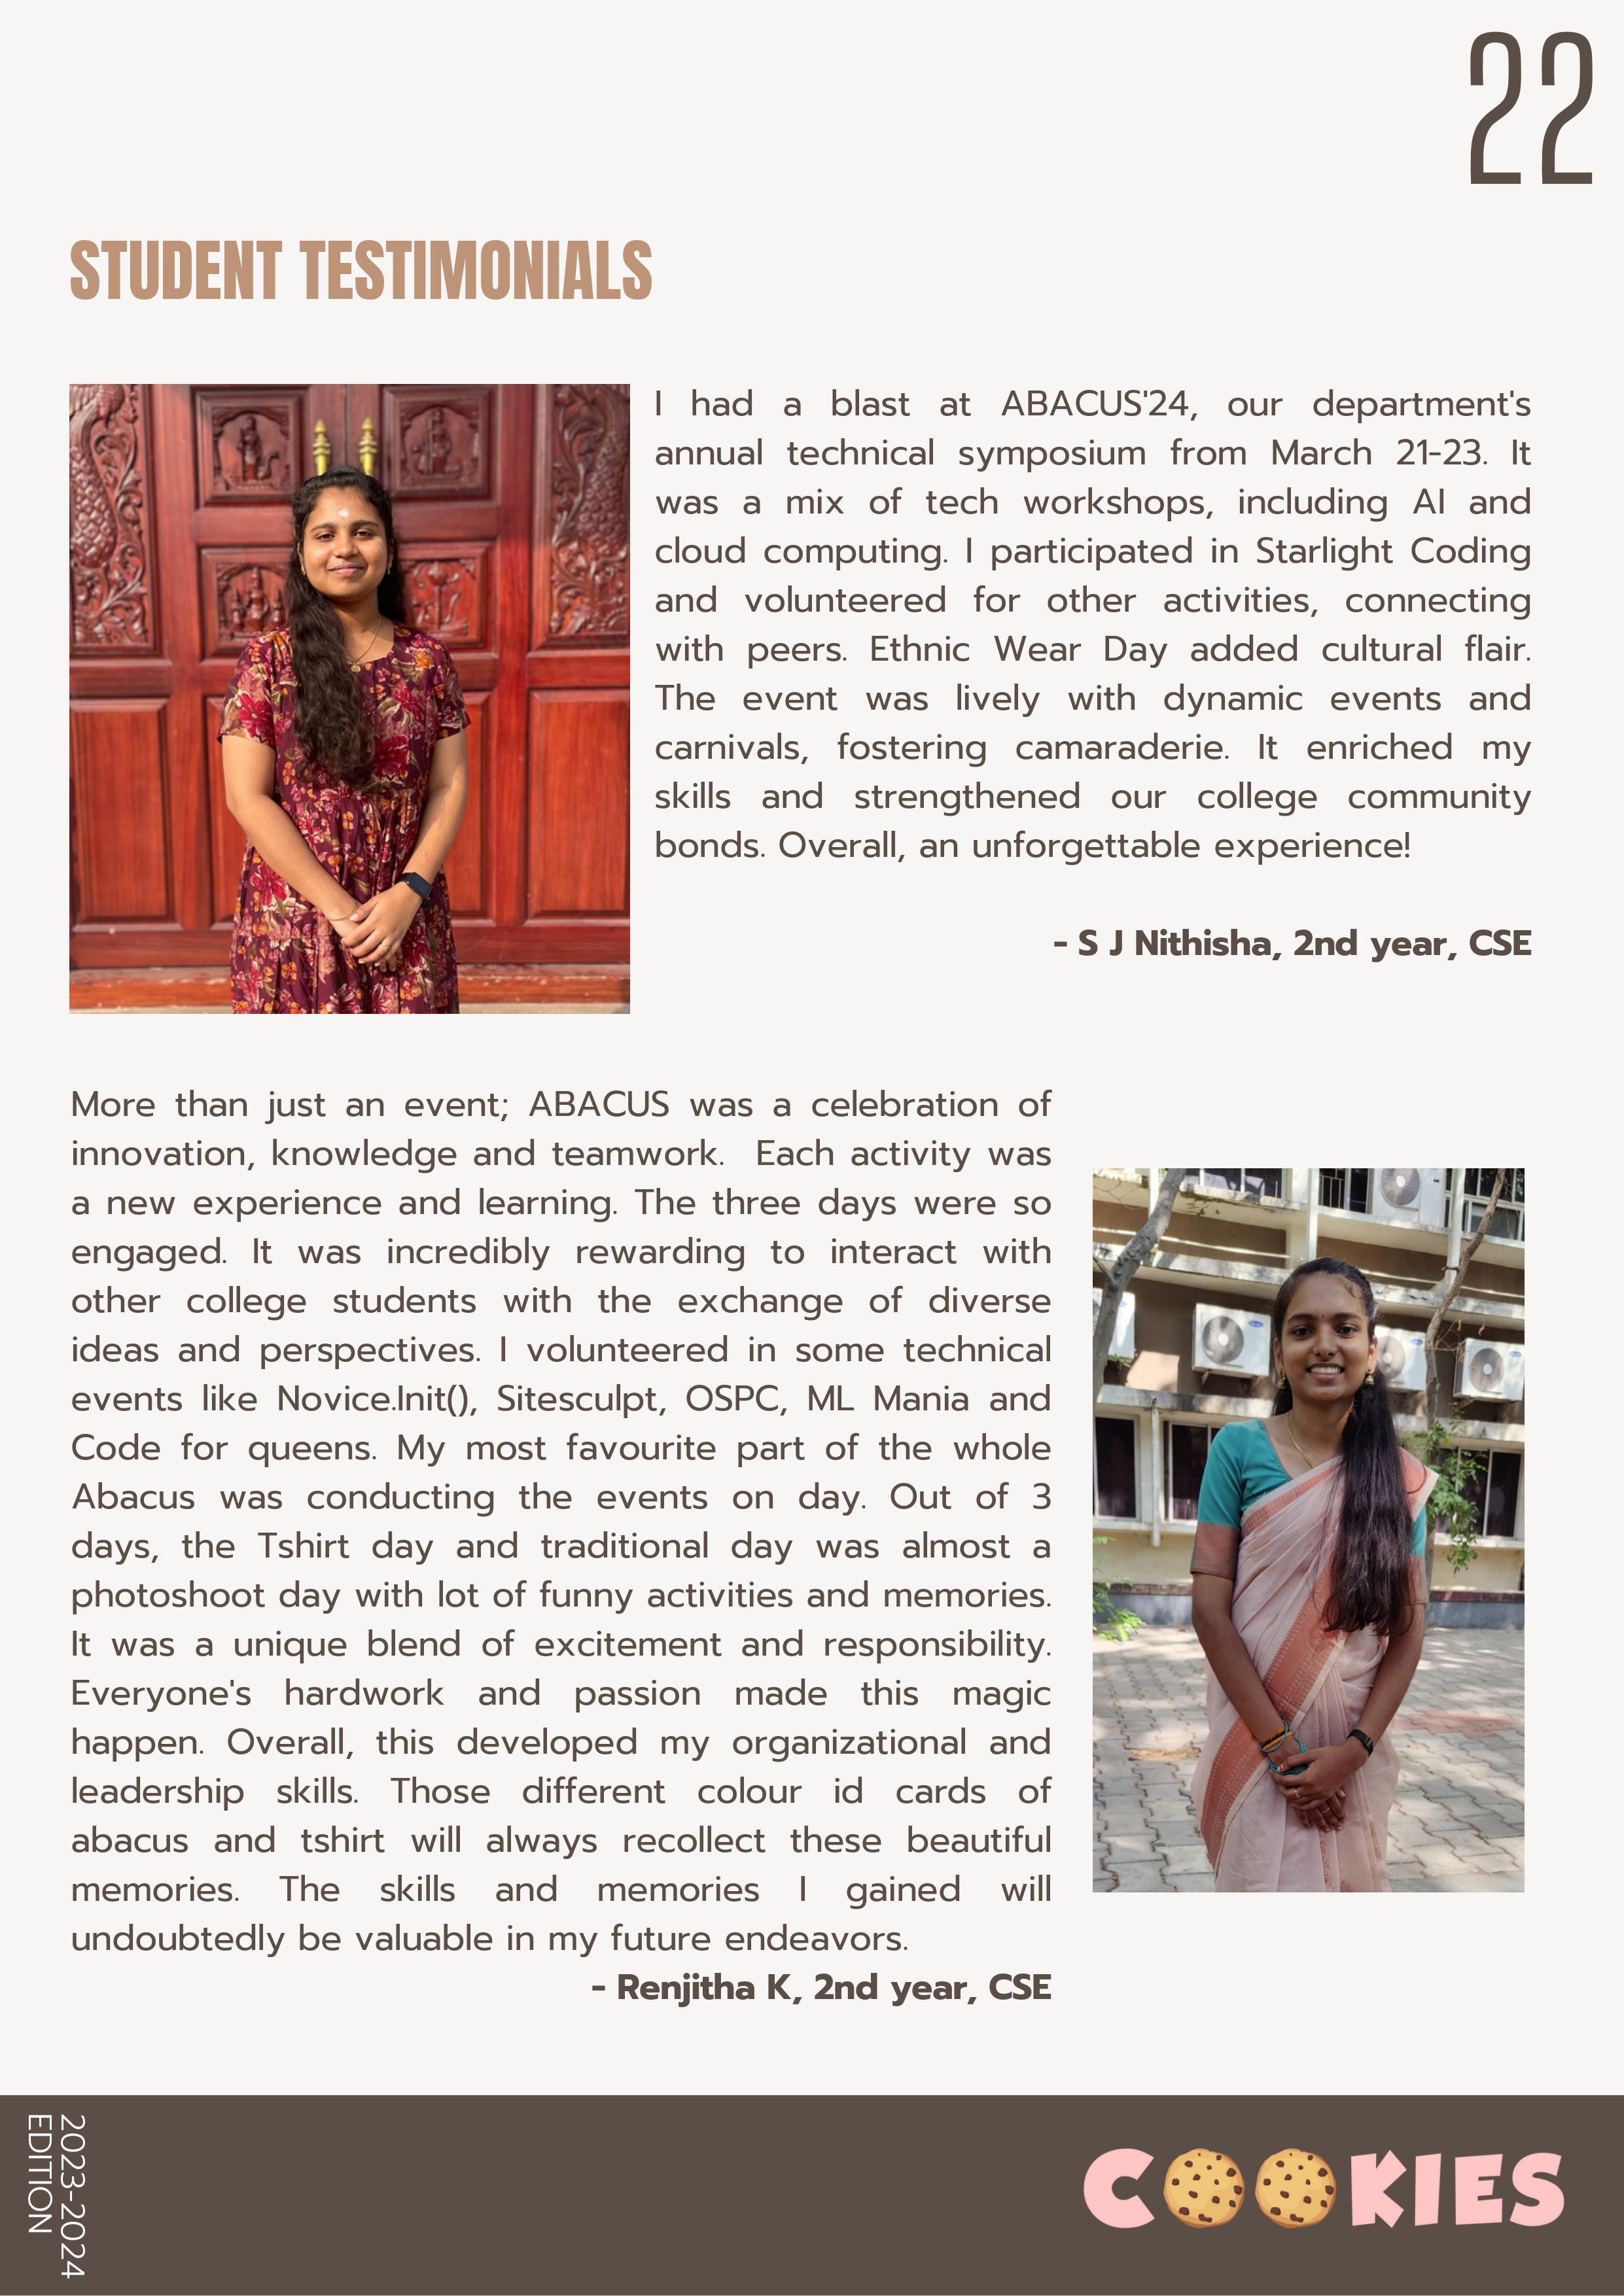 22
STUDENT TESTIMONIALS
I had a blast at ABACUS'24, our department's
annual technical symposium from March 21-23. It
was a mix of tech workshops, including AI and
cloud computing. I participated in Starlight Coding
and volunteered for other activities, connecting
with peers. Ethnic Wear Day added cultural flair.
The event was lively with dynamic events and
carnivals, fostering camaraderie. It enriched my
skills and strengthened our college community
bonds. Overall, an unforgettable experience!
- S J Nithisha, 2nd year, CSE
More than just an event; ABACUS was a celebration of
innovation, knowledge and teamwork.  Each activity was
a new experience and learning. The three days were so
engaged. It was incredibly rewarding to interact with
other college students with the exchange of diverse
ideas and perspectives. I volunteered in some technical
events like Novice.Init(), Sitesculpt, OSPC, ML Mania and
Code for queens. My most favourite part of the whole
Abacus was conducting the events on day. Out of 3
days, the Tshirt day and traditional day was almost a
photoshoot day with lot of funny activities and memories.
It was a unique blend of excitement and responsibility.
Everyone's hardwork and passion made this magic
happen. Overall, this developed my organizational and
leadership skills. Those different colour id cards of
abacus and tshirt will always recollect these beautiful
memories. The skills and memories I gained will
undoubtedly be valuable in my future endeavors.
- Renjitha K, 2nd year, CSE
2023-2024
EDITION
COOKIES